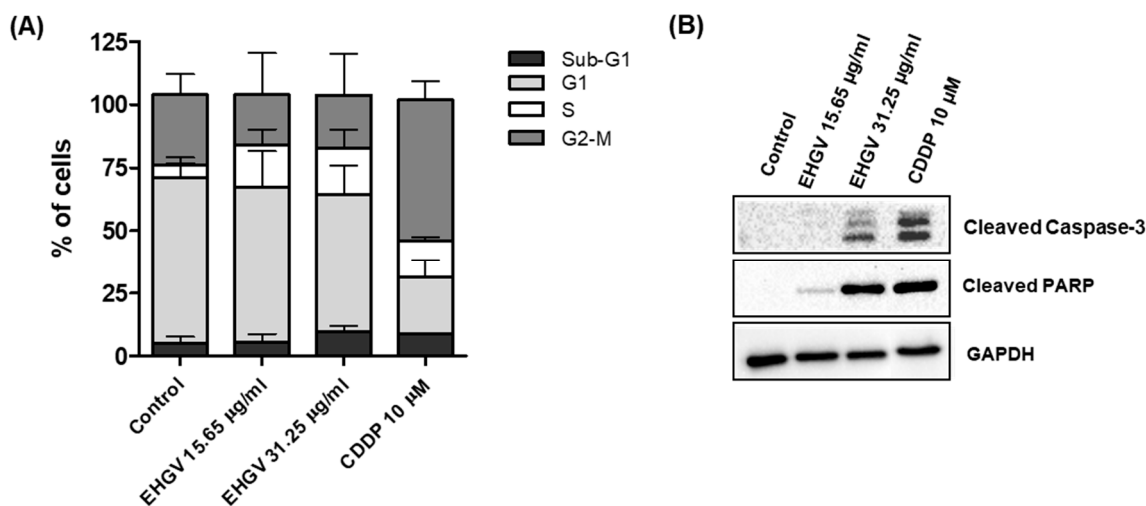 (A)
125
100
75
50
25
0
% of cells
Control
EHGV 15.65 µg/ml
EHGV 31.25 µg/ml
CDDP 10 µM
Sub-G1
G1
S
G2-M
(B)
Control
EHGV 15.65 µg/ml
EHGV 31.25 µg/ml
CDDP 10 µM
Cleaved Caspase-3
Cleaved PARP
GAPDH